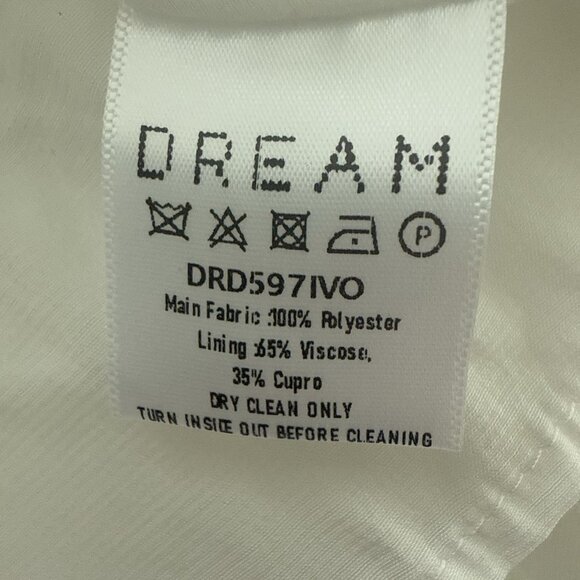 DREAM
P
DRD597IVO
Main Fabric :100% Polyester
Lining :65% Viscose,
35% Cupro
DRY CLEAN ONLY
TURN INSIDE OUT BEFORE CLEANING